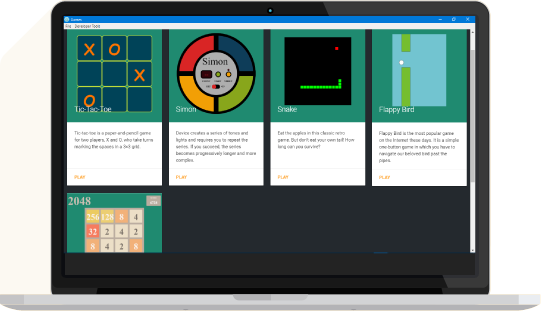 Games
File Developer Tools
X O
X
O
Tic-Tac-Toe
Tic-tac-toe is a paper-and-pencil game
for two players, X and O, who take turns
marking the spaces in a 3x3 grid.
PLAY
Simon
Simon
Device creates a series of tones and
lights and requires you to repeat the
series. If you succeed, the series
becomes progressively longer and more
complex.
PLAY
Snake
Eat the apples in this classic retro
game. But don't eat your own tail! How
long can you survive?
PLAY
Flappy Bird
Flappy Bird is the most popular game
on the Internet these days. It is a simple
one-button game in which you have to
navigate our beloved bird past the
pipes.
PLAY
2048
256 128 8 4
32 2 4 2
8 4 2 8